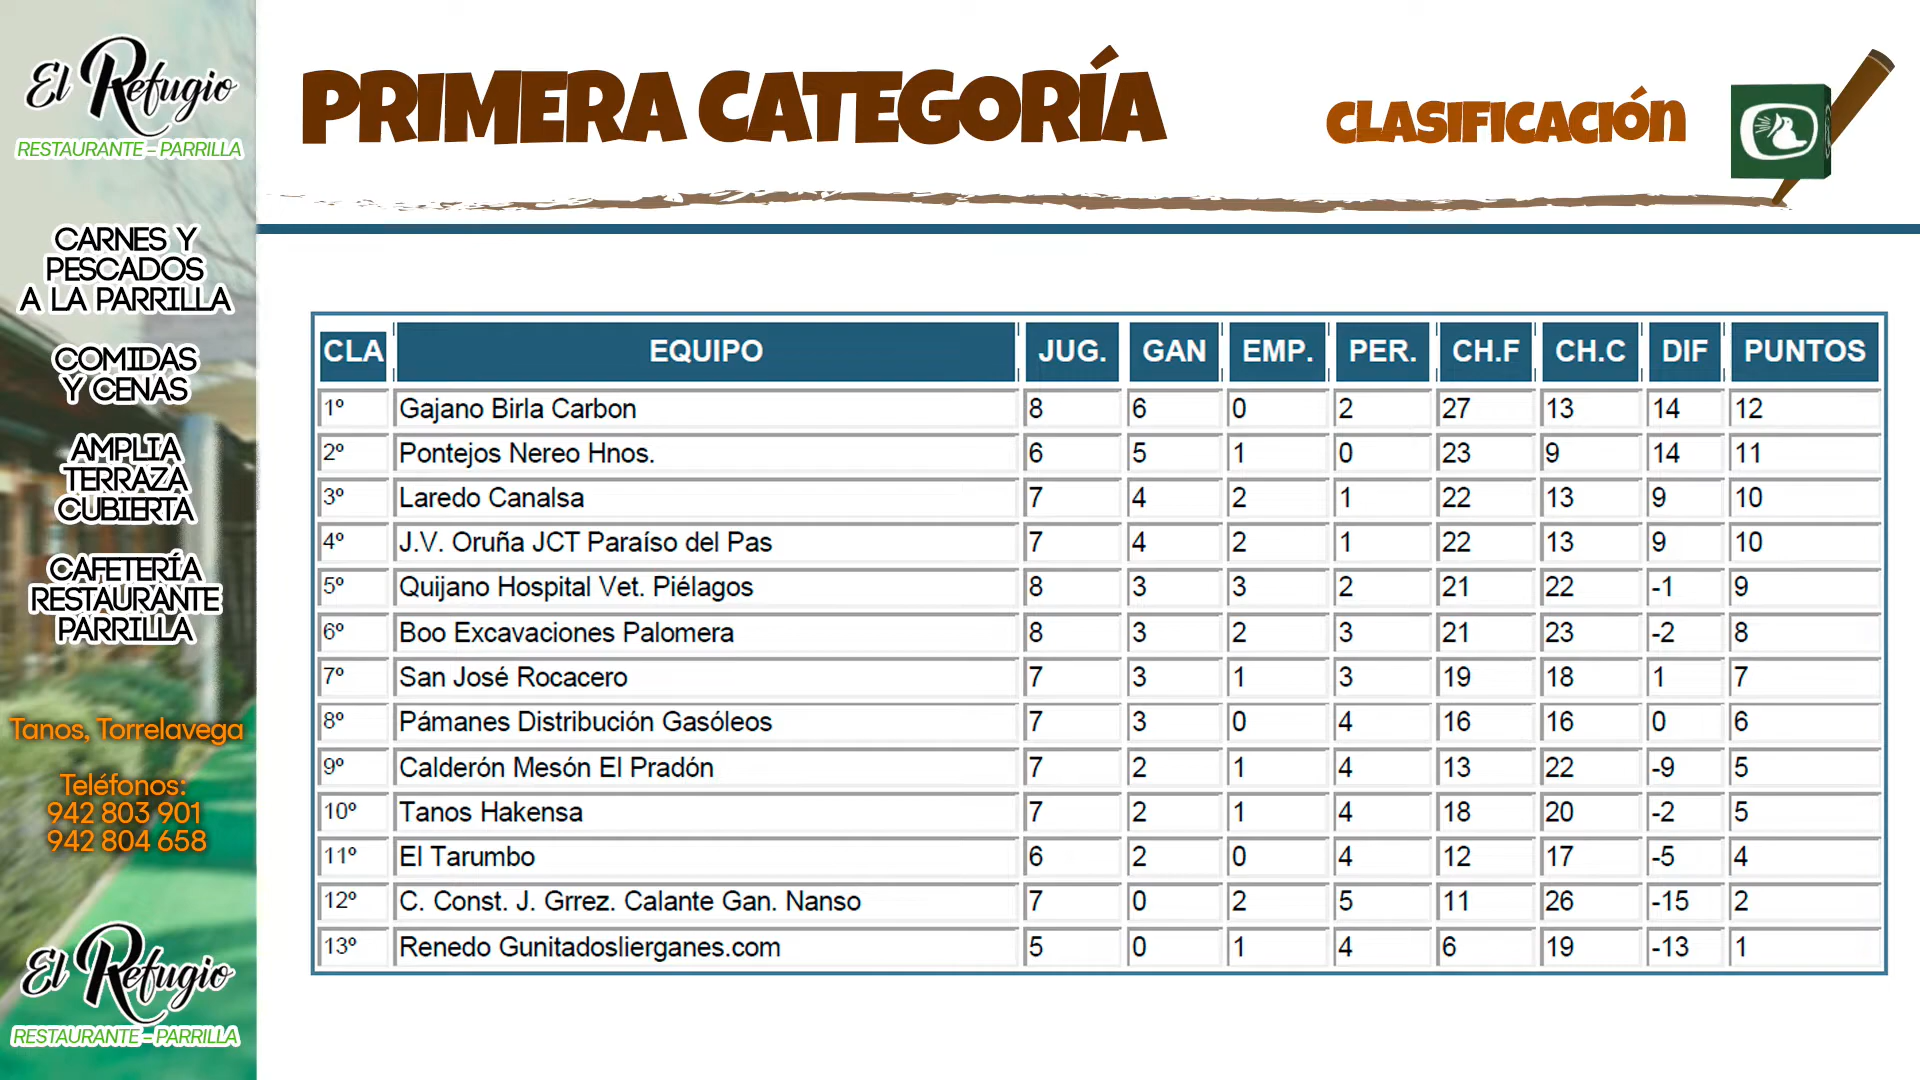 El Refugio
RESTAURANTE - PARRILLA
CARNES Y
PESCADOS
A LA PARRILLA
COMIDAS
Y CENAS
AMPLIA
TERRAZA
CUBIERTA
CAFETERÍA
RESTAURANTE
PARRILLA
Tanos, Torrelavega
Teléfonos:
942 803 901
942 804 658
El Refugio
RESTAURANTE - PARRILLA
PRIMERA CATEGORÍA
CLASIFICACIÓn
CLA EQUIPO JUG. GAN EMP. PER. CH.F CH.C DIF PUNTOS
1º Gajano Birla Carbon 8 6 0 2 27 13 14 12
2º Pontejos Nereo Hnos. 6 5 1 0 23 9 14 11
3º Laredo Canalsa 7 4 2 1 22 13 9 10
4º J.V. Oruña JCT Paraíso del Pas 7 4 2 1 22 13 9 10
5º Quijano Hospital Vet. Piélagos 8 3 3 2 21 22 -1 9
6º Boo Excavaciones Palomera 8 3 2 3 21 23 -2 8
7º San José Rocacero 7 3 1 3 19 18 1 7
8º Pámanes Distribución Gasóleos 7 3 0 4 16 16 0 6
9º Calderón Mesón El Pradón 7 2 1 4 13 22 -9 5
10º Tanos Hakensa 7 2 1 4 18 20 -2 5
11º El Tarumbo 6 2 0 4 12 17 -5 4
12º C. Const. J. Grrez. Calante Gan. Nanso 7 0 2 5 11 26 -15 2
13º Renedo Gunitadoslierganes.com 5 0 1 4 6 19 -13 1